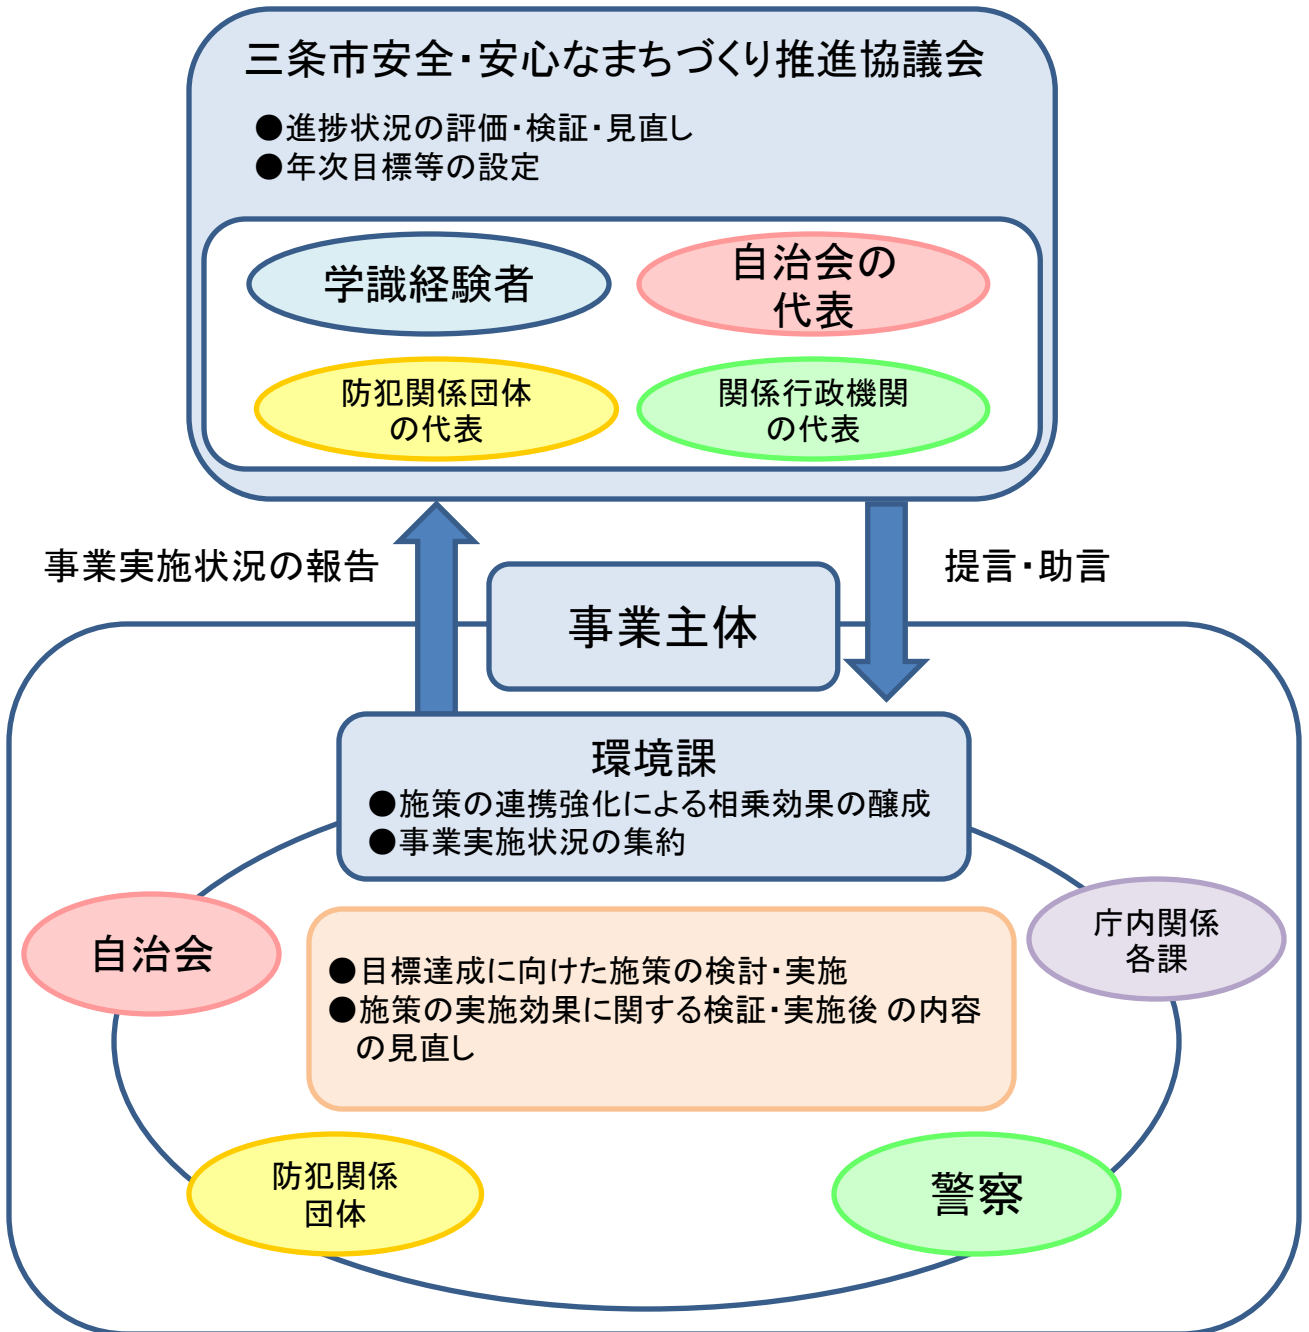 三条市安全・安心なまちづくり推進協議会
●進捗状況の評価・検証・見直し
●年次目標等の設定
学識経験者
自治会の
代表
防犯関係団体
の代表
関係行政機関
の代表
事業実施状況の報告
提言・助言
事業主体
環境課
●施策の連携強化による相乗効果の醸成
●事業実施状況の集約
自治会
庁内関係
各課
●目標達成に向けた施策の検討・実施
●施策の実施効果に関する検証・実施後 の内容
の見直し
防犯関係
団体
警察